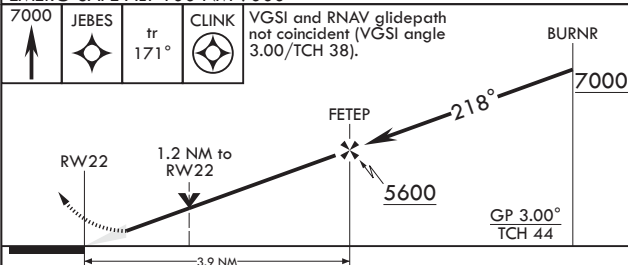 7000
JEBES
tr
171°
CLINK
VGSI and RNAV glidepath
not coincident (VGSI angle
3.00/TCH 38).
BURNR
7000
218°
FETEP
1.2 NM to
RW22
RW22
5600
GP 3.00°
TCH 44
3.9 NM